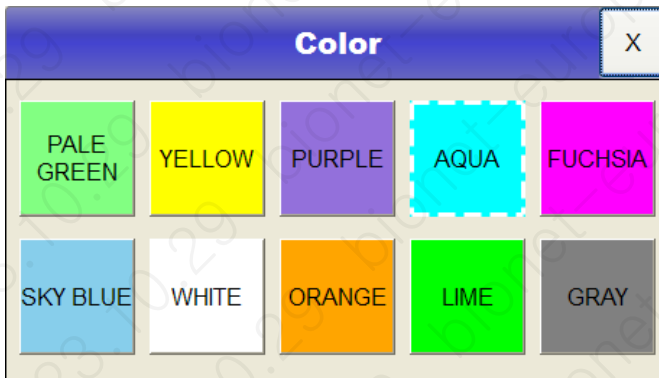 Color
X
PALE
GREEN
YELLOW
PURPLE
AQUA
FUCHSIA
SKY BLUE
WHITE
ORANGE
LIME
GRAY